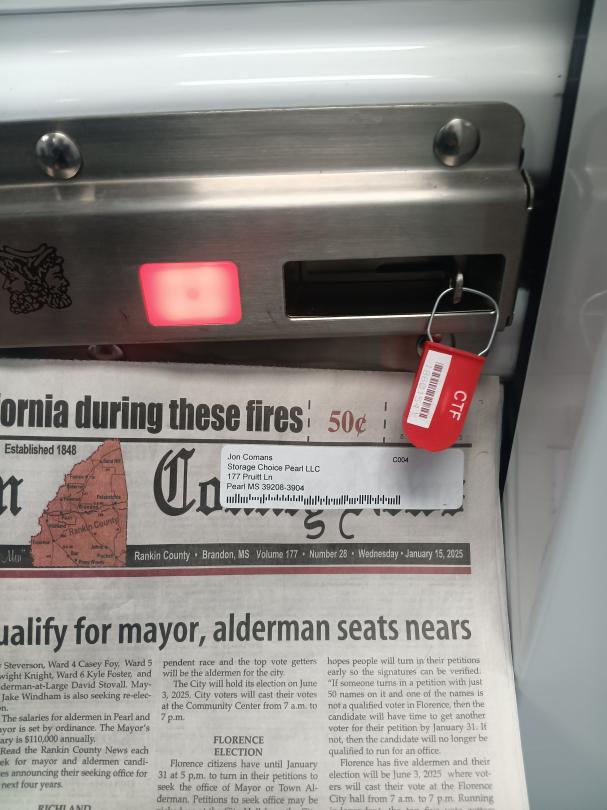 CTF
ornia during these fires
50¢
Established 1848
Jon Comans
C004
Storage Choice Pearl LLC
177 Pruitt Ln
Pearl MS 39208-3904
n
Rankin County
Men"
Rankin County • Brandon, MS Volume 177 • Number 28 • Wednesday • January 15, 2025
ualify for mayor, alderman seats nears
Steverson, Ward 4 Casey Foy, Ward 5
wight Knight, Ward 6 Kyle Foster, and
derman-at-Large David Stovall. May-
Jake Windham is also seeking re-elec-
on.
The salaries for aldermen in Pearl and
ayor is set by ordinance. The Mayor's
ary is $110,000 annually.
Read the Rankin County News each
ek for mayor and aldermen candi-
es announcing their seeking office for
next four years.
RICHLAND
pendent race and the top vote getters
will be the alderman.
The City will hold its election on June
3, 2025. City voters will cast their votes
at the Community Center from 7 a.m. to
7 p.m.
FLORENCE
ELECTION
Florence citizens have until January
31 at 5 p.m. to turn in their petitions to
seek the office of Mayor or Town Al-
derman. Petitions to seek office may be
hopes people will turn in their petitions
early so the signatures can be verified.
"If someone turns in a petition with just
50 names on it and one of the names is
not a qualified voter in Florence, then the
candidate will have time to get another
voter for their petition by January 31. If
not, then the candidate will no longer be
qualified to run for an office.
Florence has five aldermen and their
election will be June 3, 2025 where vot-
ers will cast their vote at the Florence
City hall from 7 a.m. to 7 p.m. Running